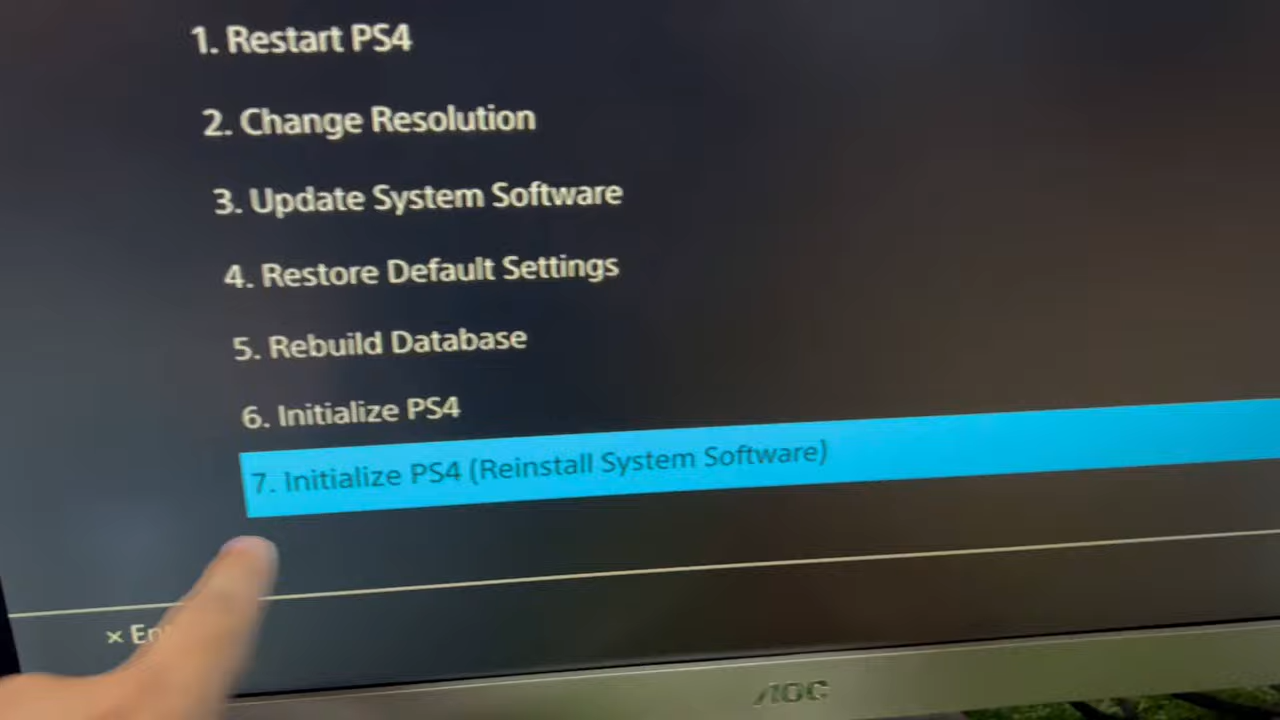 1. Restart PS4
2. Change Resolution
3. Update System Software
4. Restore Default Settings
5. Rebuild Database
6. Initialize PS4
7. Initialize PS4 (Reinstall System Software)
×
AOC